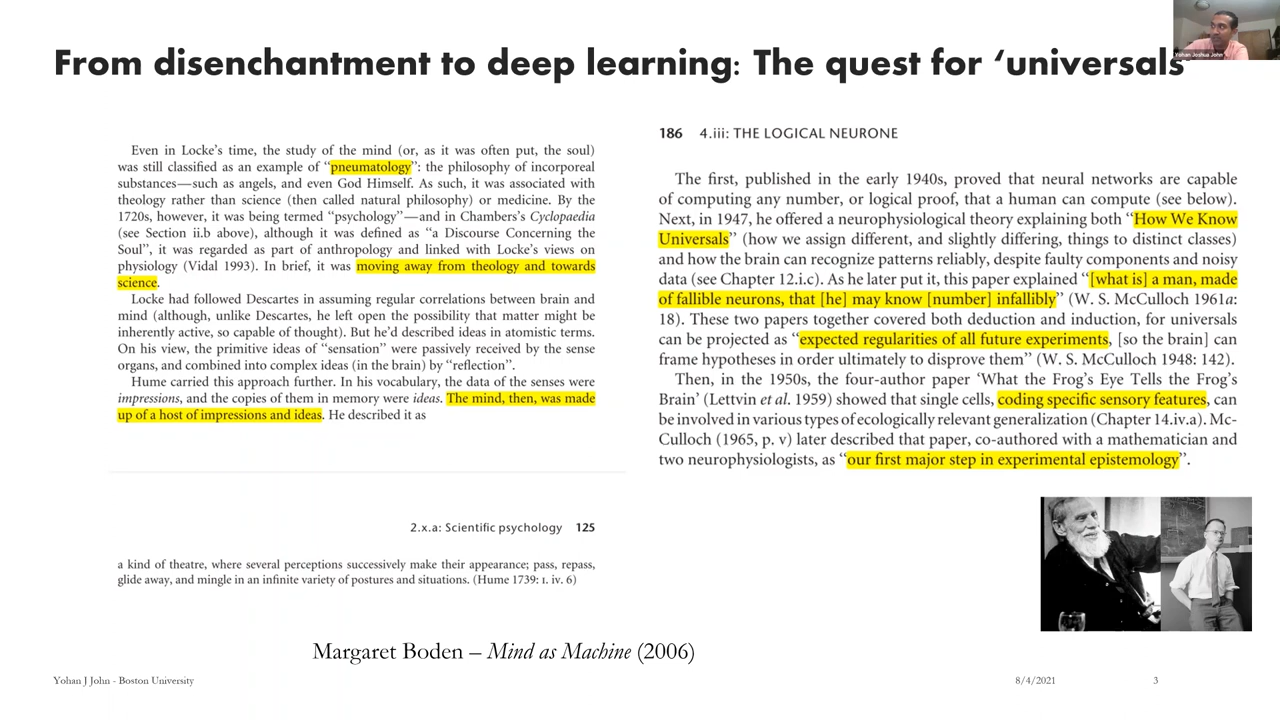 From disenchantment to deep learning: The quest for ‘universals’
Yohan Joshua John
Even in Locke’s time, the study of the mind (or, as it was often put, the soul)
was still classified as an example of “pneumatology”: the philosophy of incorporeal
substances—such as angels, and even God Himself. As such, it was associated with
theology rather than science (then called natural philosophy) or medicine. By the
1720s, however, it was being termed “psychology”—and in Chambers’s Cyclopaedia
(see Section ii.b above), although it was defined as “a Discourse Concerning the
Soul”, it was regarded as part of anthropology and linked with Locke’s views on
physiology (Vidal 1993). In brief, it was moving away from theology and towards
science.
Locke had followed Descartes in assuming regular correlations between brain and
mind (although, unlike Descartes, he left open the possibility that matter might be
inherently active, so capable of thought). But he’d described ideas in atomistic terms.
On his view, the primitive ideas of “sensation” were passively received by the sense
organs, and combined into complex ideas (in the brain) by “reflection”.
Hume carried this approach further. In his vocabulary, the data of the senses were
impressions, and the copies of them in memory were ideas. The mind, then, was made
up of a host of impressions and ideas. He described it as
2.x.a: Scientific psychology 125
a kind of theatre, where several perceptions successively make their appearance; pass, repass,
glide away, and mingle in an infinite variety of postures and situations. (Hume 1739: I. iv. 6)
186 4.iii: THE LOGICAL NEURONE
The first, published in the early 1940s, proved that neural networks are capable
of computing any number, or logical proof, that a human can compute (see below).
Next, in 1947, he offered a neurophysiological theory explaining both “How We Know
Universals” (how we assign different, and slightly differing, things to distinct classes)
and how the brain can recognize patterns reliably, despite faulty components and noisy
data (see Chapter 12.i.c). As he later put it, this paper explained “[what is] a man, made
of fallible neurons, that [he] may know [number] infallibly” (W. S. McCulloch 1961a:
18). These two papers together covered both deduction and induction, for universals
can be projected as “expected regularities of all future experiments, [so the brain] can
frame hypotheses in order ultimately to disprove them” (W. S. McCulloch 1948: 142).
Then, in the 1950s, the four-author paper ‘What the Frog’s Eye Tells the Frog’s
Brain’ (Lettvin et al. 1959) showed that single cells, coding specific sensory features, can
be involved in various types of ecologically relevant generalization (Chapter 14.iv.a). Mc-
Culloch (1965, p. v) later described that paper, co-authored with a mathematician and
two neurophysiologists, as “our first major step in experimental epistemology”.
Margaret Boden – Mind as Machine (2006)
Yohan J John - Boston University
8/4/2021
3